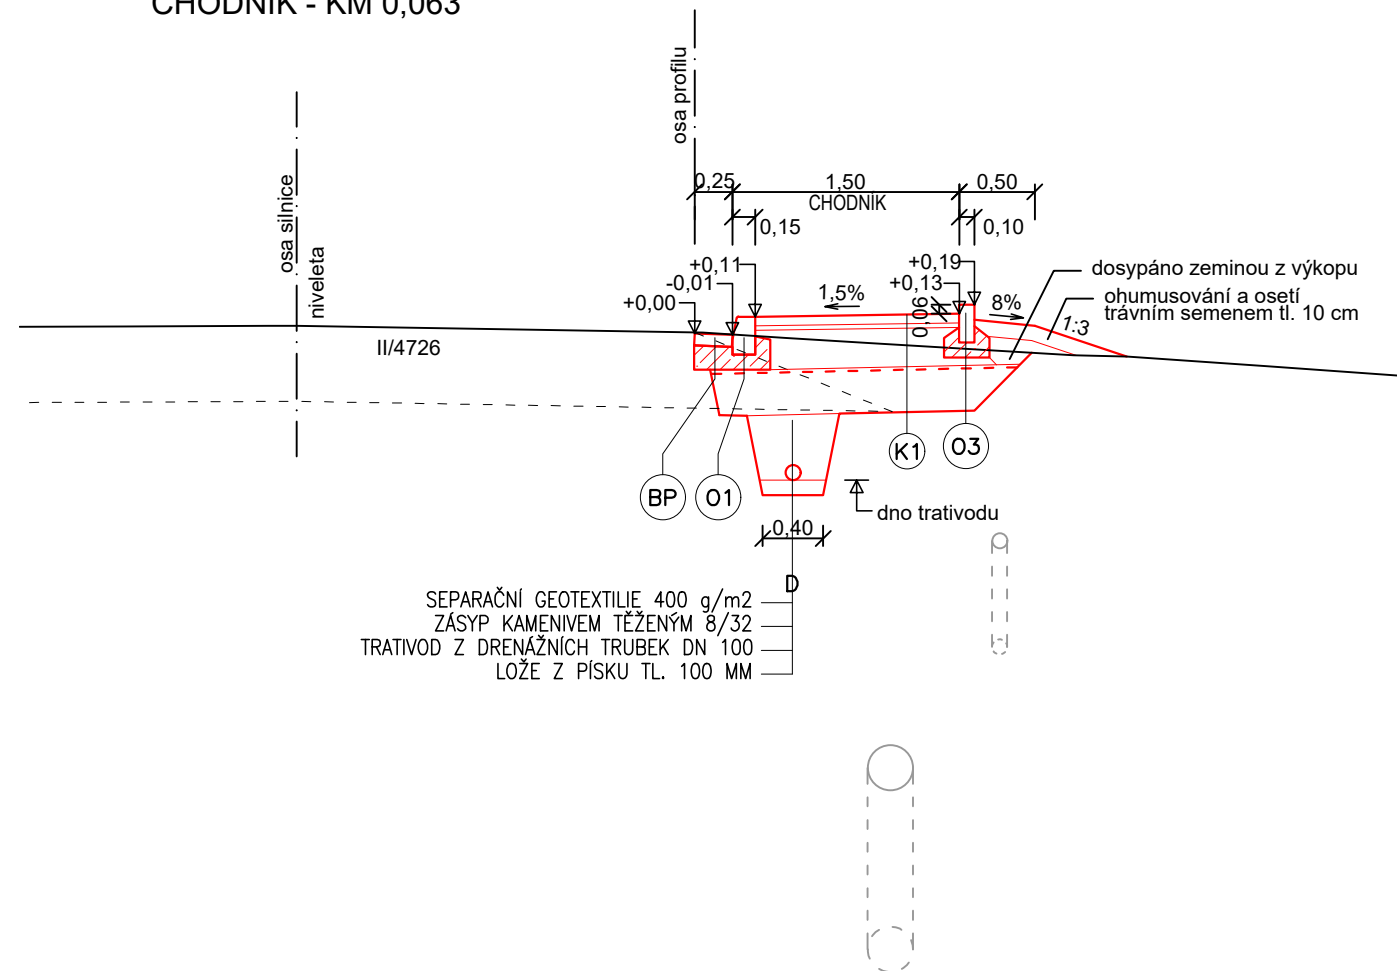 CHODNÍK - KM 0,063
osa profilu
osa silnice
niveleta
0,25
1,50
0,50
CHODNÍK
0,15
0,10
+0,11
-0,01
+0,00
1,5%
+0,19
+0,13
0,06
8%
1:3
dosypáno zeminou z výkopu
ohumusování a osetí
trávním semenem tl. 10 cm
II/4726
K1
03
BP
01
dno trativodu
0,40
D
SEPARAČNÍ GEOTEXTILIE 400 g/m2
ZÁSYP KAMENIVEM TĚŽENÝM 8/32
TRATIVOD Z DRENÁŽNÍCH TRUBEK DN 100
LOŽE Z PÍSKU TL. 100 MM